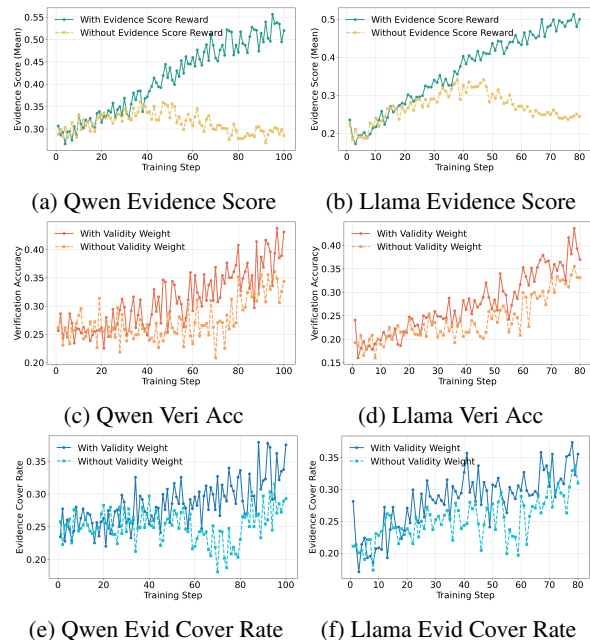 With Evidence Score Reward
Without Evidence Score Reward
Evidence Score (Mean)
0.55
0.50
0.45
0.40
0.35
0.30
0 20 40 60 80 100
Training Step
(a) Qwen Evidence Score
With Evidence Score Reward
Without Evidence Score Reward
Evidence Score (Mean)
0.5
0.4
0.3
0.2
0 10 20 30 40 50 60 70 80
Training Step
(b) Llama Evidence Score
With Validity Weight
Without Validity Weight
Verification Accuracy
0.40
0.35
0.30
0.25
0.20
0 20 40 60 80 100
Training Step
(c) Qwen Veri Acc
With Validity Weight
Without Validity Weight
Verification Accuracy
0.45
0.40
0.35
0.30
0.25
0.20
0.15
0 10 20 30 40 50 60 70 80
Training Step
(d) Llama Veri Acc
With Validity Weight
Without Validity Weight
Evidence Cover Rate
0.35
0.30
0.25
0.20
0 20 40 60 80 100
Training Step
(e) Qwen Evid Cover Rate
With Validity Weight
Without Validity Weight
Evidence Cover Rate
0.35
0.30
0.25
0.20
0 10 20 30 40 50 60 70 80
Training Step
(f) Llama Evid Cover Rate